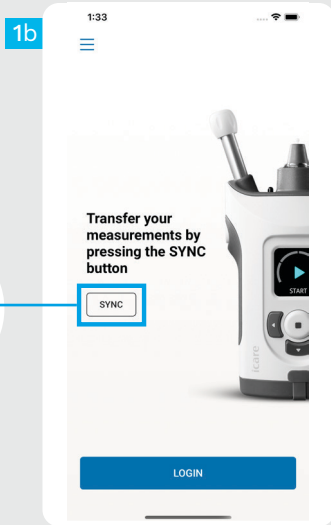 1b
1:33
Transfer your
measurements by
pressing the SYNC
button
SYNC
START
icare
LOGIN